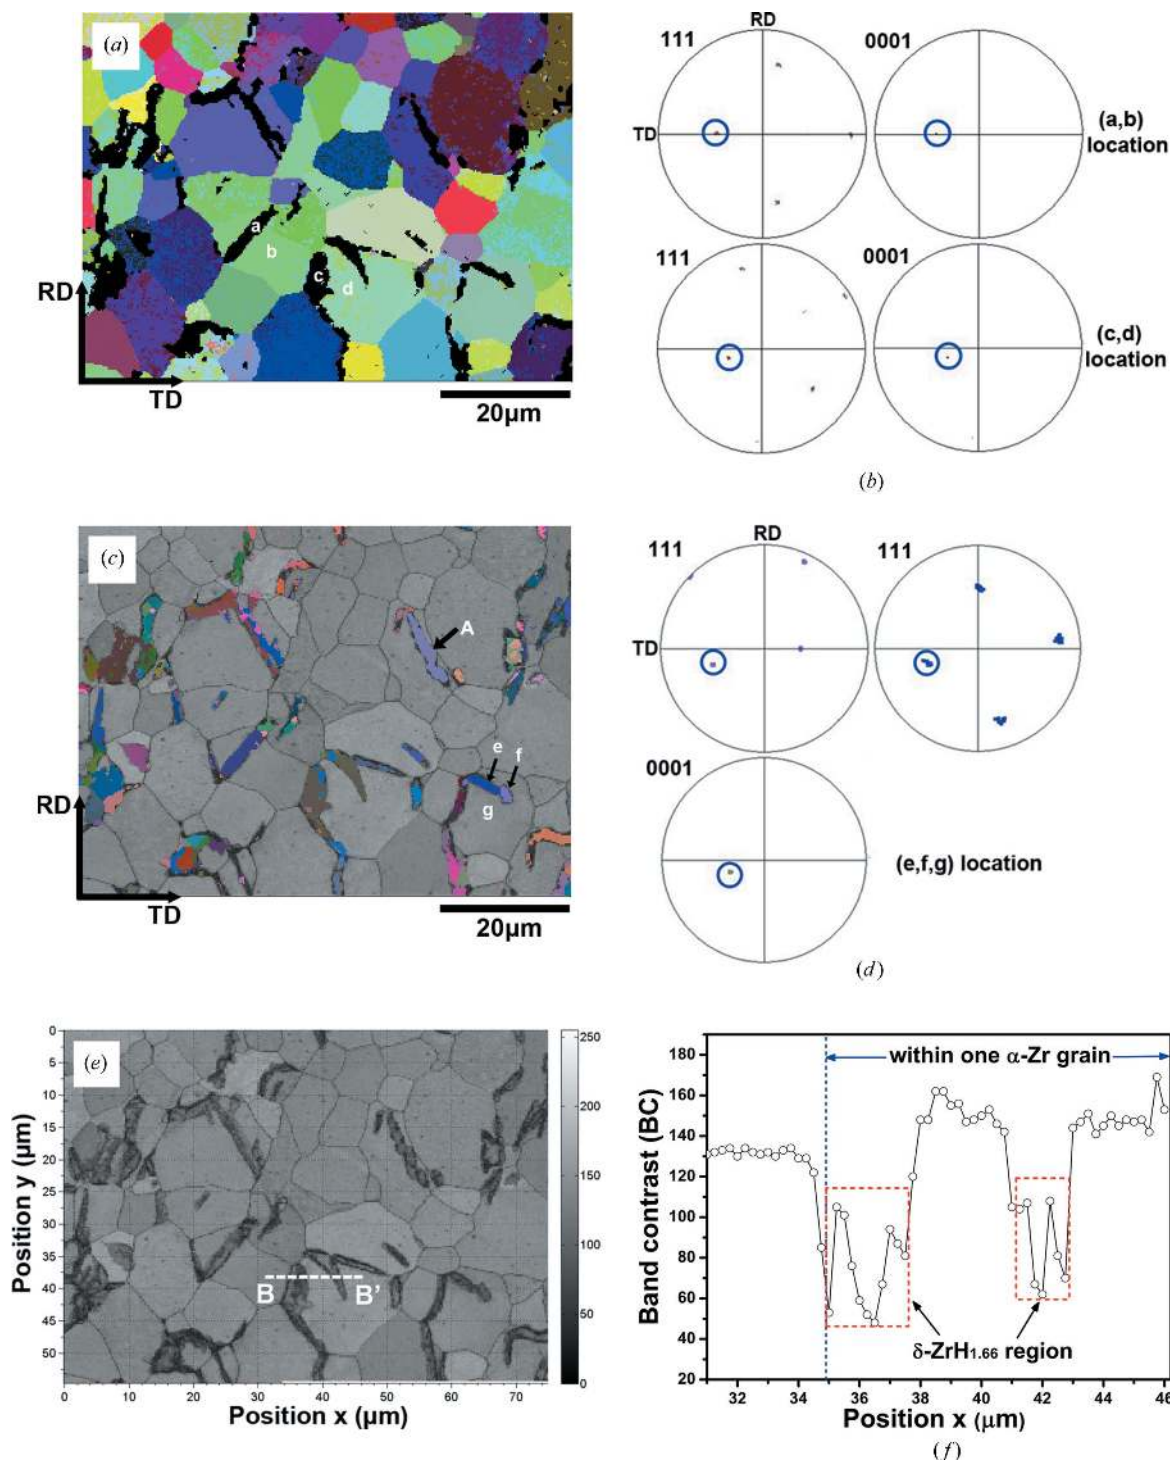 (a)
a
b
c
d
RD
TD
20µm
RD
111
0001
TD
(a,b)
location
111
0001
(c,d)
location
(b)
(c)
A
e
f
g
RD
TD
20µm
RD
111
111
TD
0001
(e,f,g) location
(d)
(e)
0
5
10
15
20
25
30
35
40
45
50
Position y (µm)
B
B'
0
10
20
30
40
50
60
70
Position x (µm)
250
200
150
100
50
0
within one α-Zr grain
180
160
140
120
100
80
60
40
20
Band contrast (BC)
δ-ZrH1.66 region
32
34
36
38
40
42
44
46
Position x (µm)
(f)